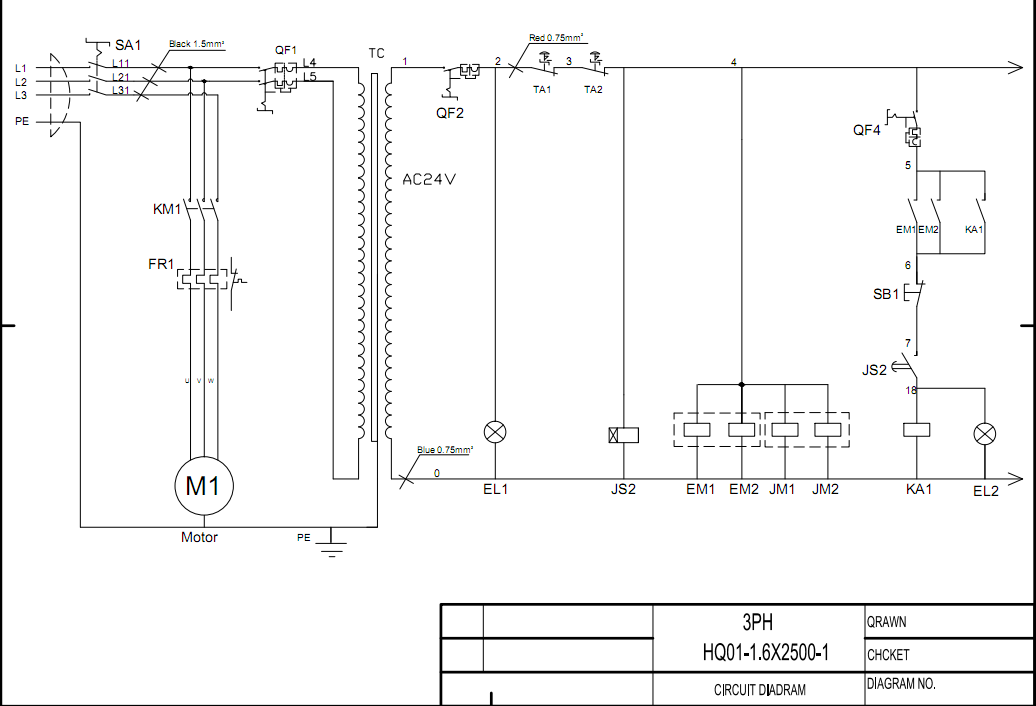 SA1
Black 1.5mm²
QF1
TC
L1
L11
L4
1
2
Red 0.75mm²
3
4
L2
L21
L5
L3
L31
TA1
TA2
QF2
PE
QF4
5
AC24V
KM1
EM1
EM2
KA1
FR1
6
SB1
7
JS2
18
U
V
W
Blue 0.75mm²
0
M1
EL1
JS2
EM1
EM2
JM1
JM2
KA1
EL2
Motor
PE
3PH
QRAWN
HQ01-1.6X2500-1
CHCKET
CIRCUIT DIADRAM
DIAGRAM NO.